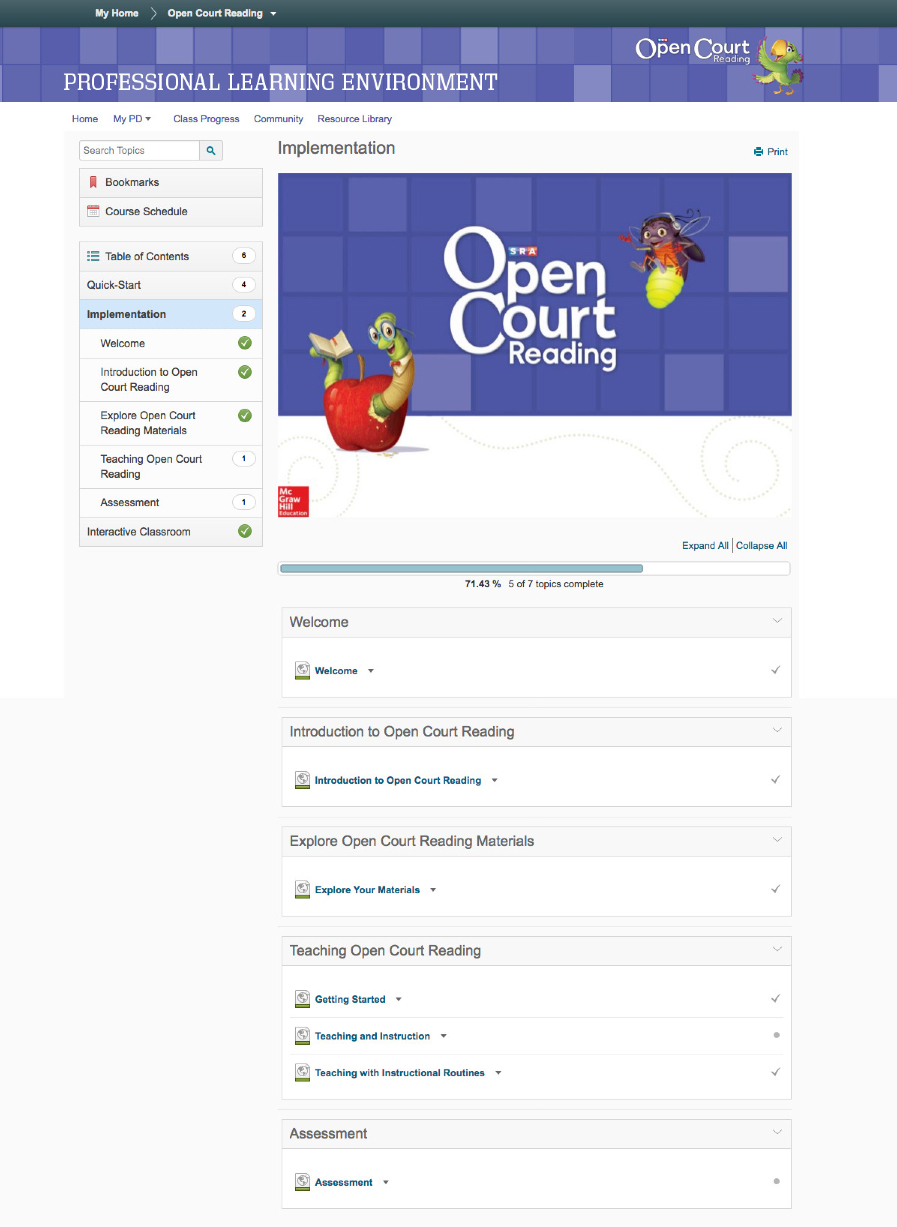 My Home
Open Court Reading
Open Court
Reading
PROFESSIONAL LEARNING ENVIRONMENT
Home My PD Class Progress Community Resource Library
Search Topics
Bookmarks
Course Schedule
Table of Contents 6
Quick-Start 4
Implementation 2
Welcome
Introduction to Open
Court Reading
Explore Open Court
Reading Materials
Teaching Open Court 1
Reading
Assessment 1
Interactive Classroom
Implementation
Print
SRA
Open
Court
Reading
Mc
Graw
Hill
Education
Expand All Collapse All
71.43 % 5 of 7 topics complete
Welcome
Welcome
Introduction to Open Court Reading
Introduction to Open Court Reading
Explore Open Court Reading Materials
Explore Your Materials
Teaching Open Court Reading
Getting Started
Teaching and Instruction
Teaching with Instructional Routines
Assessment
Assessment